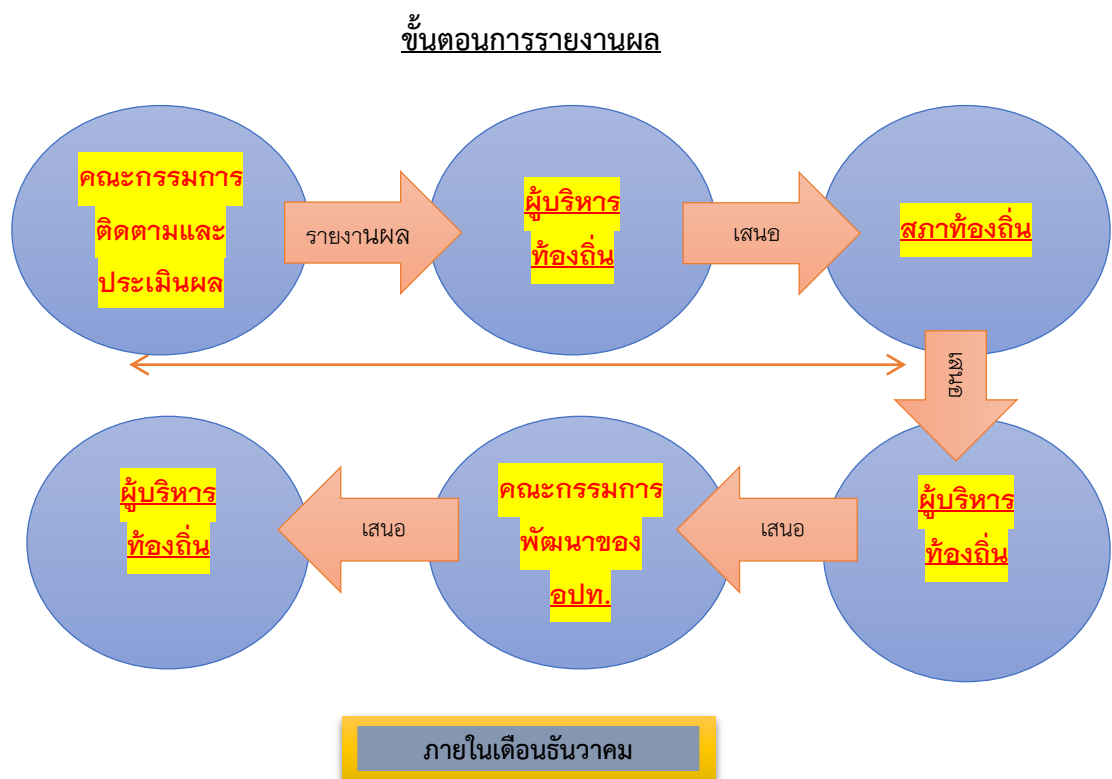 ขั้นตอนการรายงานผล
คณะกรรมการ
ติดตามและ
ประเมินผล
รายงานผล
ผู้บริหาร
ท้องถิ่น
เสนอ
สภาท้องถิ่น
เสนอ
ผู้บริหาร
ท้องถิ่น
เสนอ
คณะกรรมการ
พัฒนาของ
อปท.
เสนอ
ผู้บริหาร
ท้องถิ่น
ภายในเดือนธันวาคม